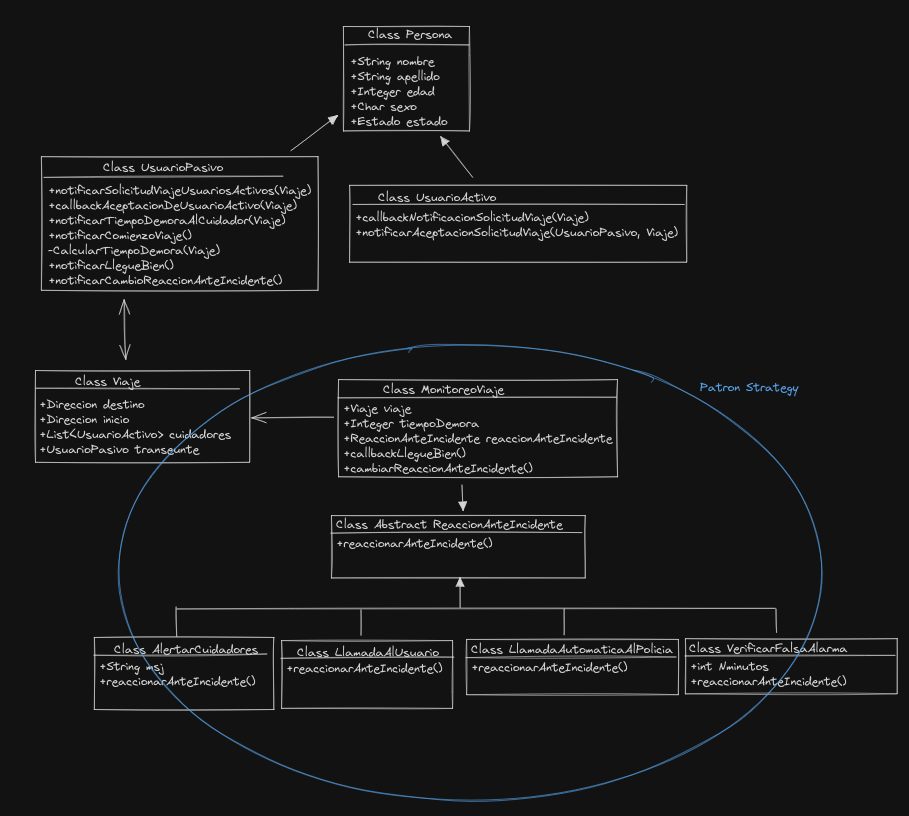 Class Persona
+String nombre
+String apellido
+Integer edad
+Char sexo
+Estado estado
Class UsuarioPasivo
+notificarSolicitudViajeUsuariosActivos(Viaje)
+callbackAceptacionDeUsuarioActivo(Viaje)
+notificarTiempoDemoraAlCuidador(Viaje)
+notificarComienzoViaje()
-CalcularTiempoDemora(Viaje)
+notificarLlegueBien()
+notificarCambioReaccionAnteIncidente()
Class UsuarioActivo
+callbackNotificacionSolicitudViaje(Viaje)
+notificarAceptacionSolicitudViaje(UsuarioPasivo, Viaje)
Class Viaje
+Direccion destino
+Direccion inicio
+List<UsuarioActivo> cuidadores
+UsuarioPasivo transeunte
Class MonitoreoViaje
+Viaje viaje
+Integer tiempoDemora
+ReaccionAnteIncidente reaccionAnteIncidente
+callbackLlegueBien()
+cambiarReaccionAnteIncidente()
Patron Strategy
Class Abstract ReaccionAnteIncidente
+reaccionarAnteIncidente()
Class AlertarCuidadores
+String msj
+reaccionarAnteIncidente()
Class LlamadaAlUsuario
+reaccionarAnteIncidente()
Class LlamadaAutomaticaAlPolicia
+reaccionarAnteIncidente()
Class VerificarFalsaAlarma
+int Nminutos
+reaccionarAnteIncidente()